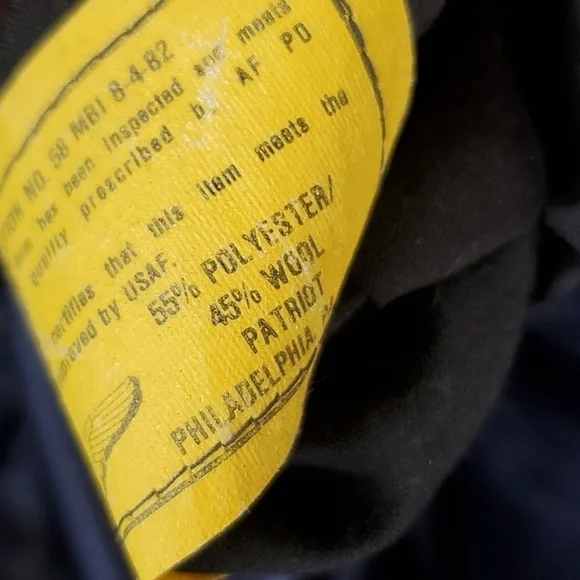 TION NO. 58 MBI 8-4-82
has been inspected and meets
quality prescribed by AF PD
certifies that this item meets the
by USAF.
55% POLYESTER/
45% WOOL
PATRIOT
PHILADELPHIA, Pa